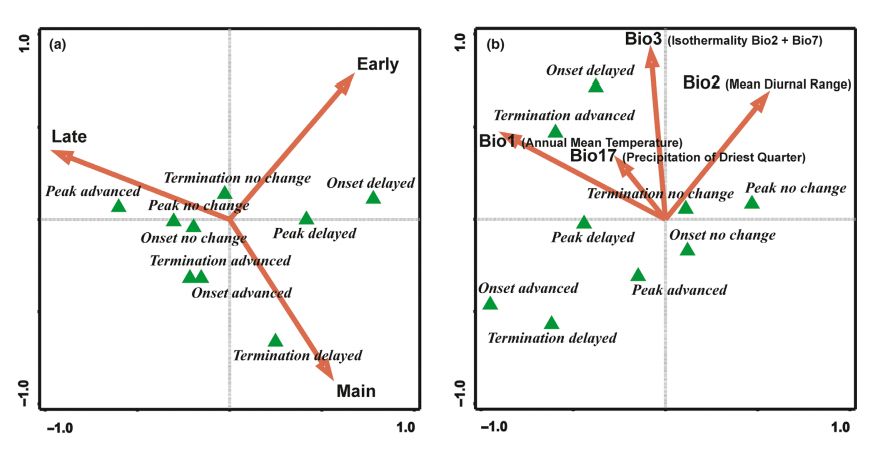 (a)
1.0
Early
Late
Termination no change
Peak advanced
Onset delayed
Peak no change
Onset no change
Peak delayed
Termination advanced
Onset advanced
Termination delayed
Main
−1.0
−1.0
1.0
(b)
1.0
Bio3 (Isothermality Bio2 + Bio7)
Onset delayed
Bio2 (Mean Diurnal Range)
Termination advanced
Bio1 (Annual Mean Temperature)
Bio17 (Precipitation of Driest Quarter)
Termination no change
Peak no change
Peak delayed
Onset no change
Onset advanced
Peak advanced
Termination delayed
−1.0
−1.0
1.0